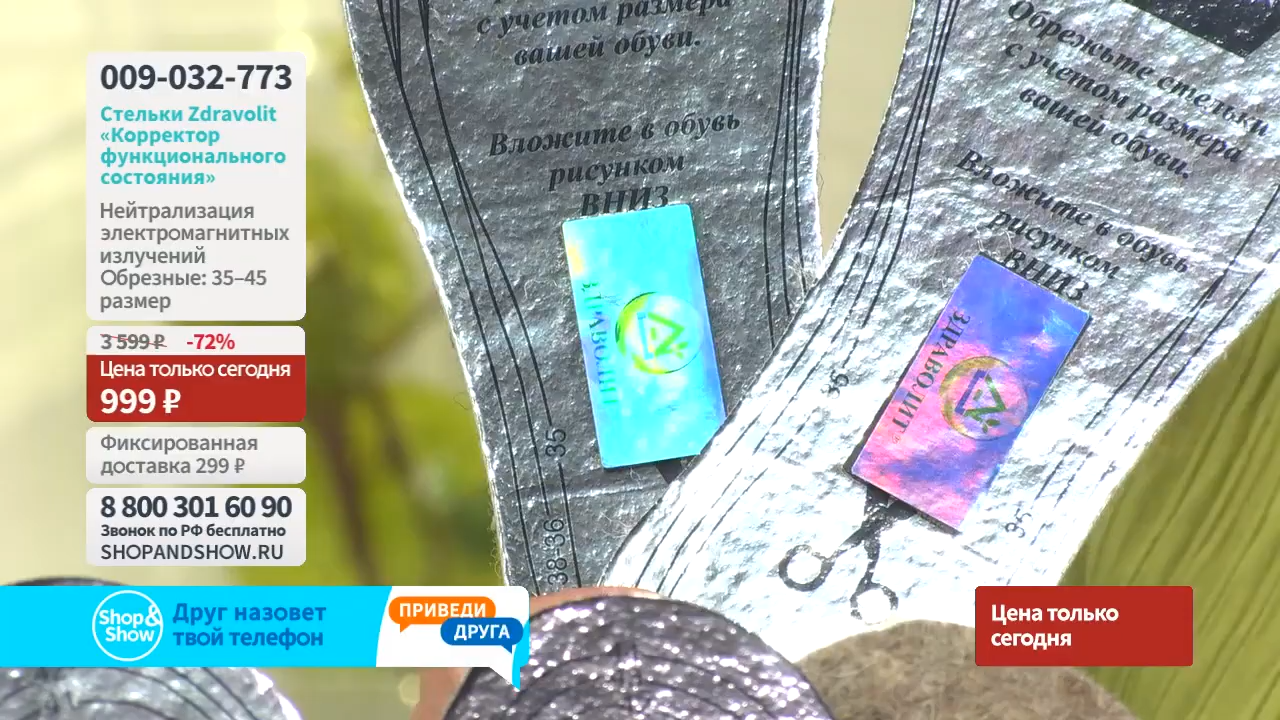 009-032-773
Стельки Zdravolit
«Корректор
функционального
состояния»
Нейтрализация
электромагнитных
излучений
Обрезные: 35–45
размер
3 599 ₽ -72%
Цена только сегодня
999 ₽
Фиксированная
доставка 299 ₽
8 800 301 60 90
Звонок по РФ бесплатно
SHOPANDSHOW.RU
с учетом размера
вашей обуви.
Вложите в обувь
рисунком
ВНИЗ
ЗДРАВОЛИТ
35
38-36
Обрежьте стельки
с учетом размера
вашей обуви.
Вложите в обувь
рисунком
ВНИЗ
ЗДРАВОЛИТ
35
35
Shop&
Show
Друг назовет
твой телефон
ПРИВЕДИ
ДРУГА
Цена только
сегодня